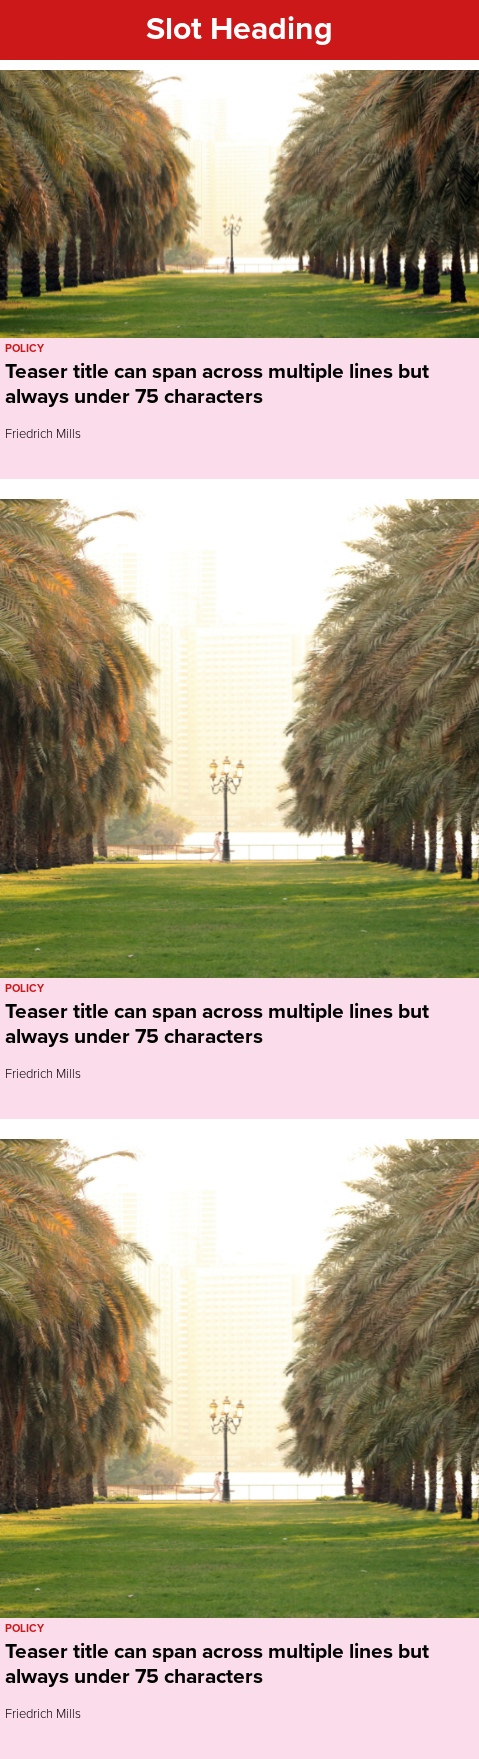 Slot Heading
POLICY
Teaser title can span across multiple lines but
always under 75 characters
Friedrich Mills
POLICY
Teaser title can span across multiple lines but
always under 75 characters
Friedrich Mills
POLICY
Teaser title can span across multiple lines but
always under 75 characters
Friedrich Mills